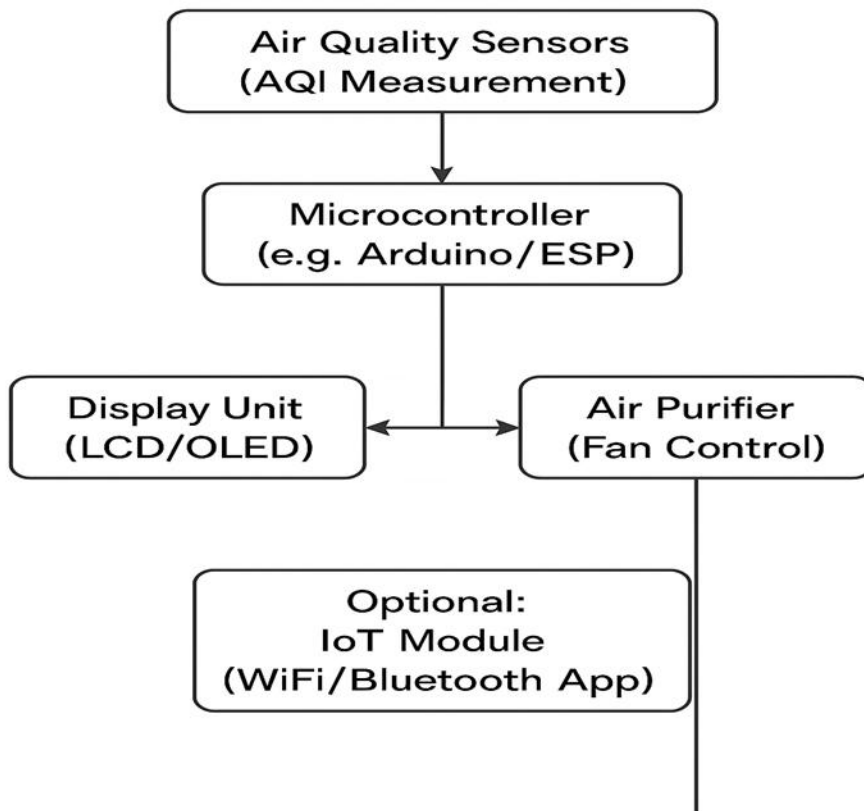 Air Quality Sensors
(AQI Measurement)
Microcontroller
(e.g. Arduino/ESP)
Display Unit
(LCD/OLED)
Air Purifier
(Fan Control)
Optional:
IoT Module
(WiFi/Bluetooth App)